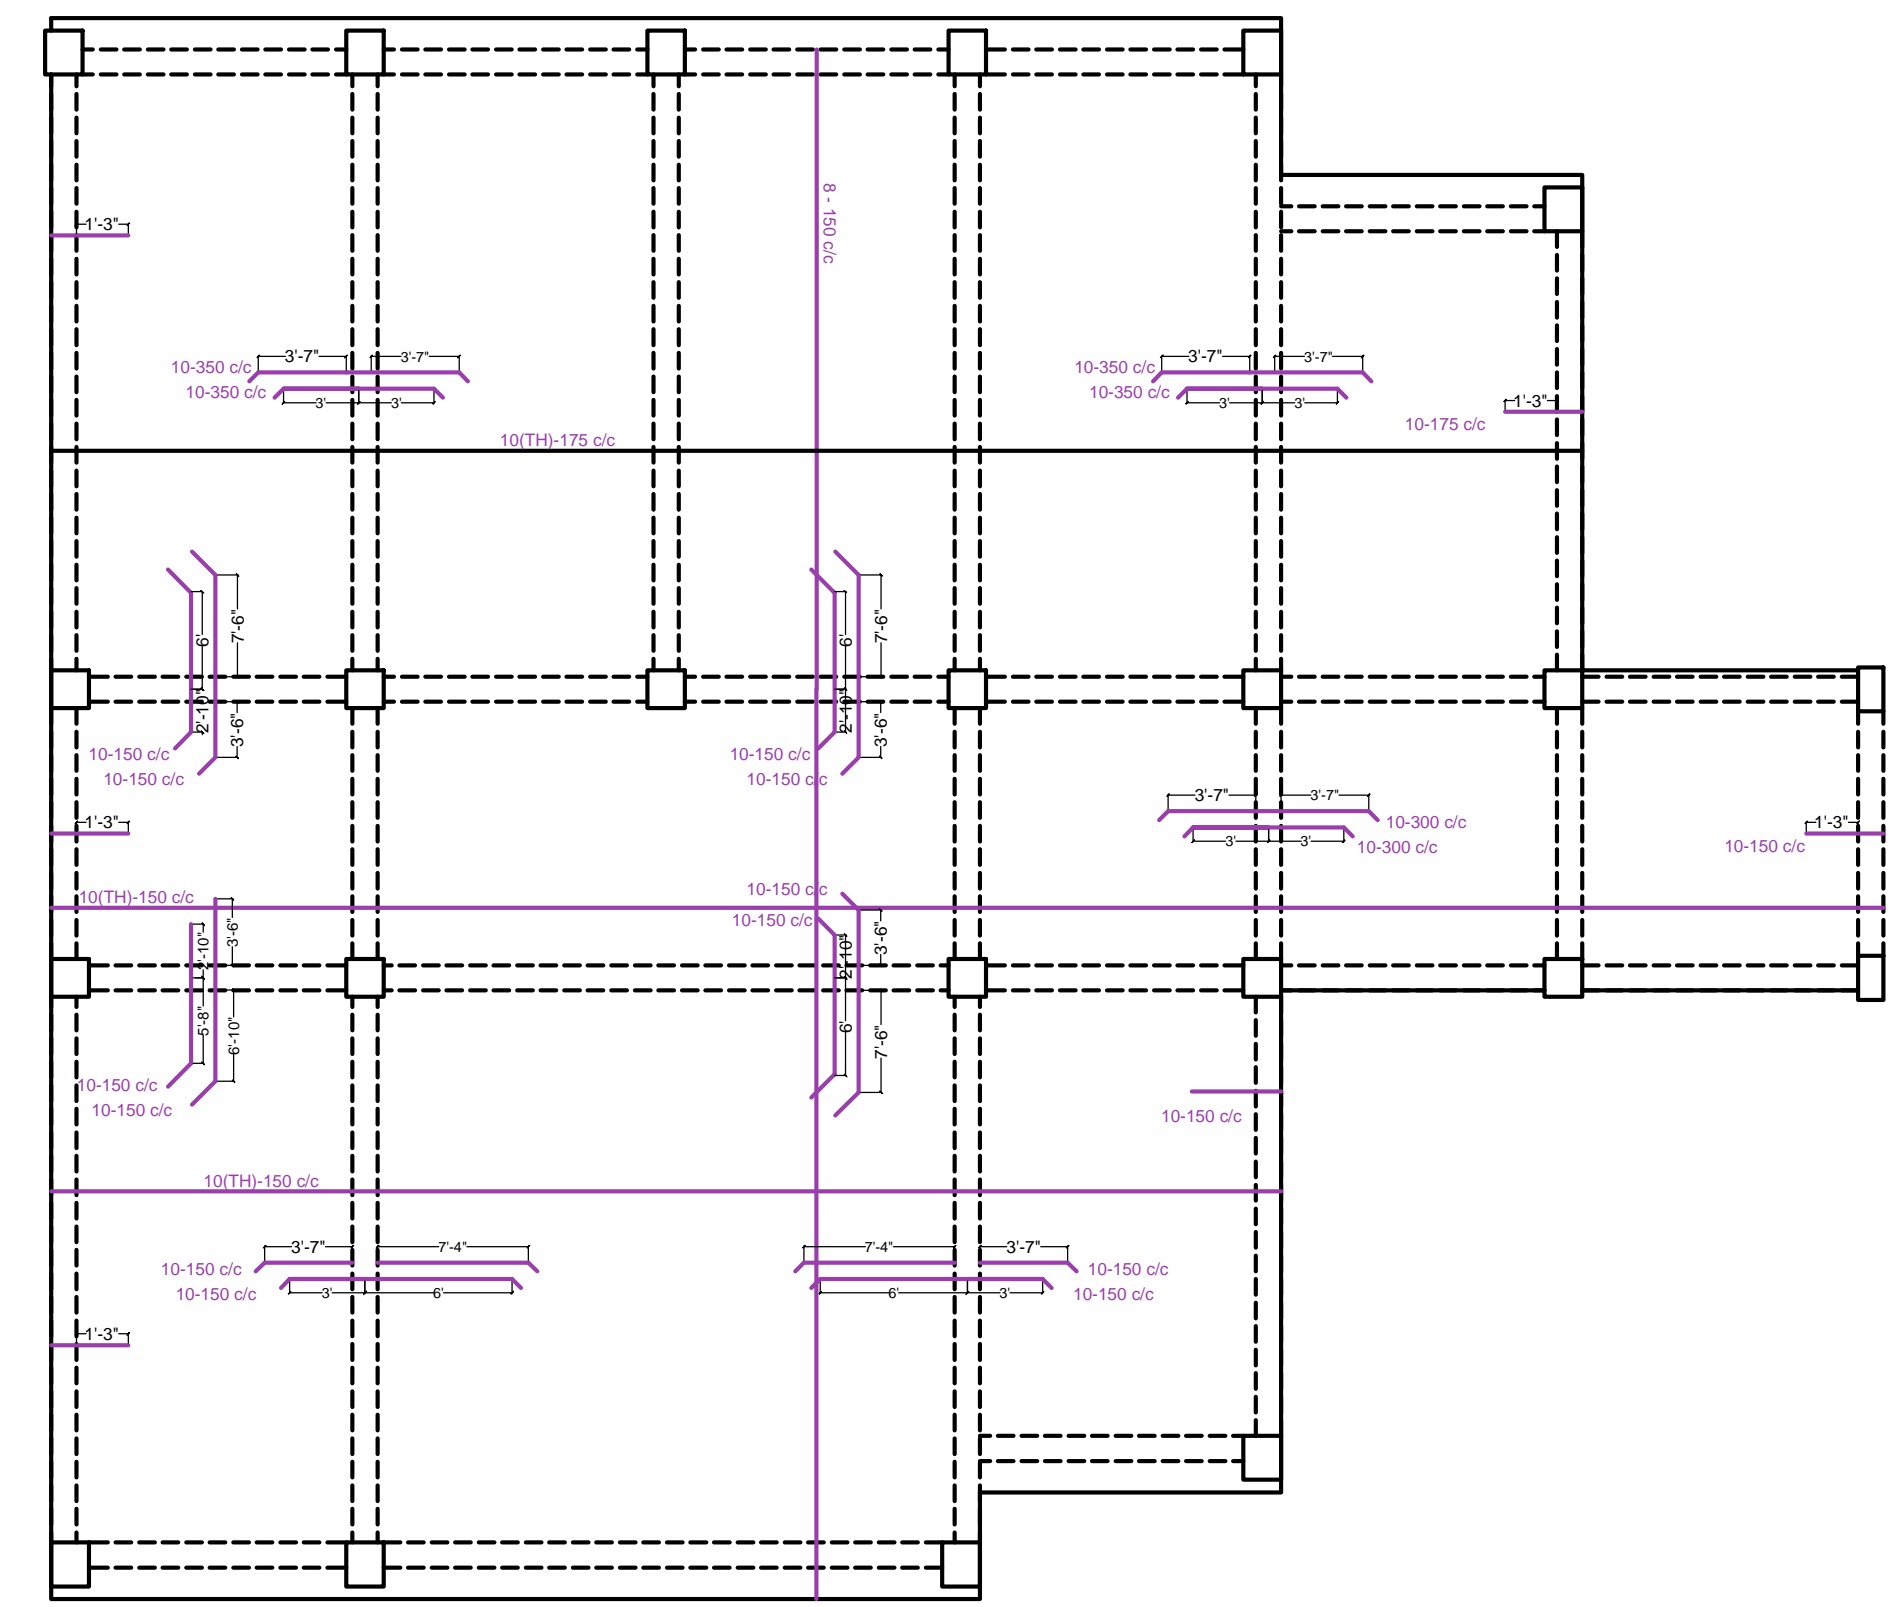 8 - 150 c/c
1'-3"
3'-7" 3'-7"
10-350 c/c
10-350 c/c
3' 3'
3'-7" 3'-7"
10-350 c/c
10-350 c/c
3' 3'
1'-3"
10-175 c/c
10(TH)-175 c/c
6'
7'-6"
2'-10"
3'-6"
10-150 c/c
10-150 c/c
6'
7'-6"
2'-10"
3'-6"
10-150 c/c
10-150 c/c
3'-7" 3'-7"
10-300 c/c
3' 3'
10-300 c/c
1'-3"
1'-3"
10-150 c/c
10(TH)-150 c/c
2'-10"
3'-6"
5'-8"
6'-10"
10-150 c/c
10-150 c/c
10-150 c/c
10-150 c/c
2'-10"
3'-6"
6'
7'-6"
10-150 c/c
10(TH)-150 c/c
3'-7" 7'-4"
10-150 c/c
10-150 c/c
3' 6'
7'-4" 3'-7"
10-150 c/c
10-150 c/c
6' 3'
1'-3"